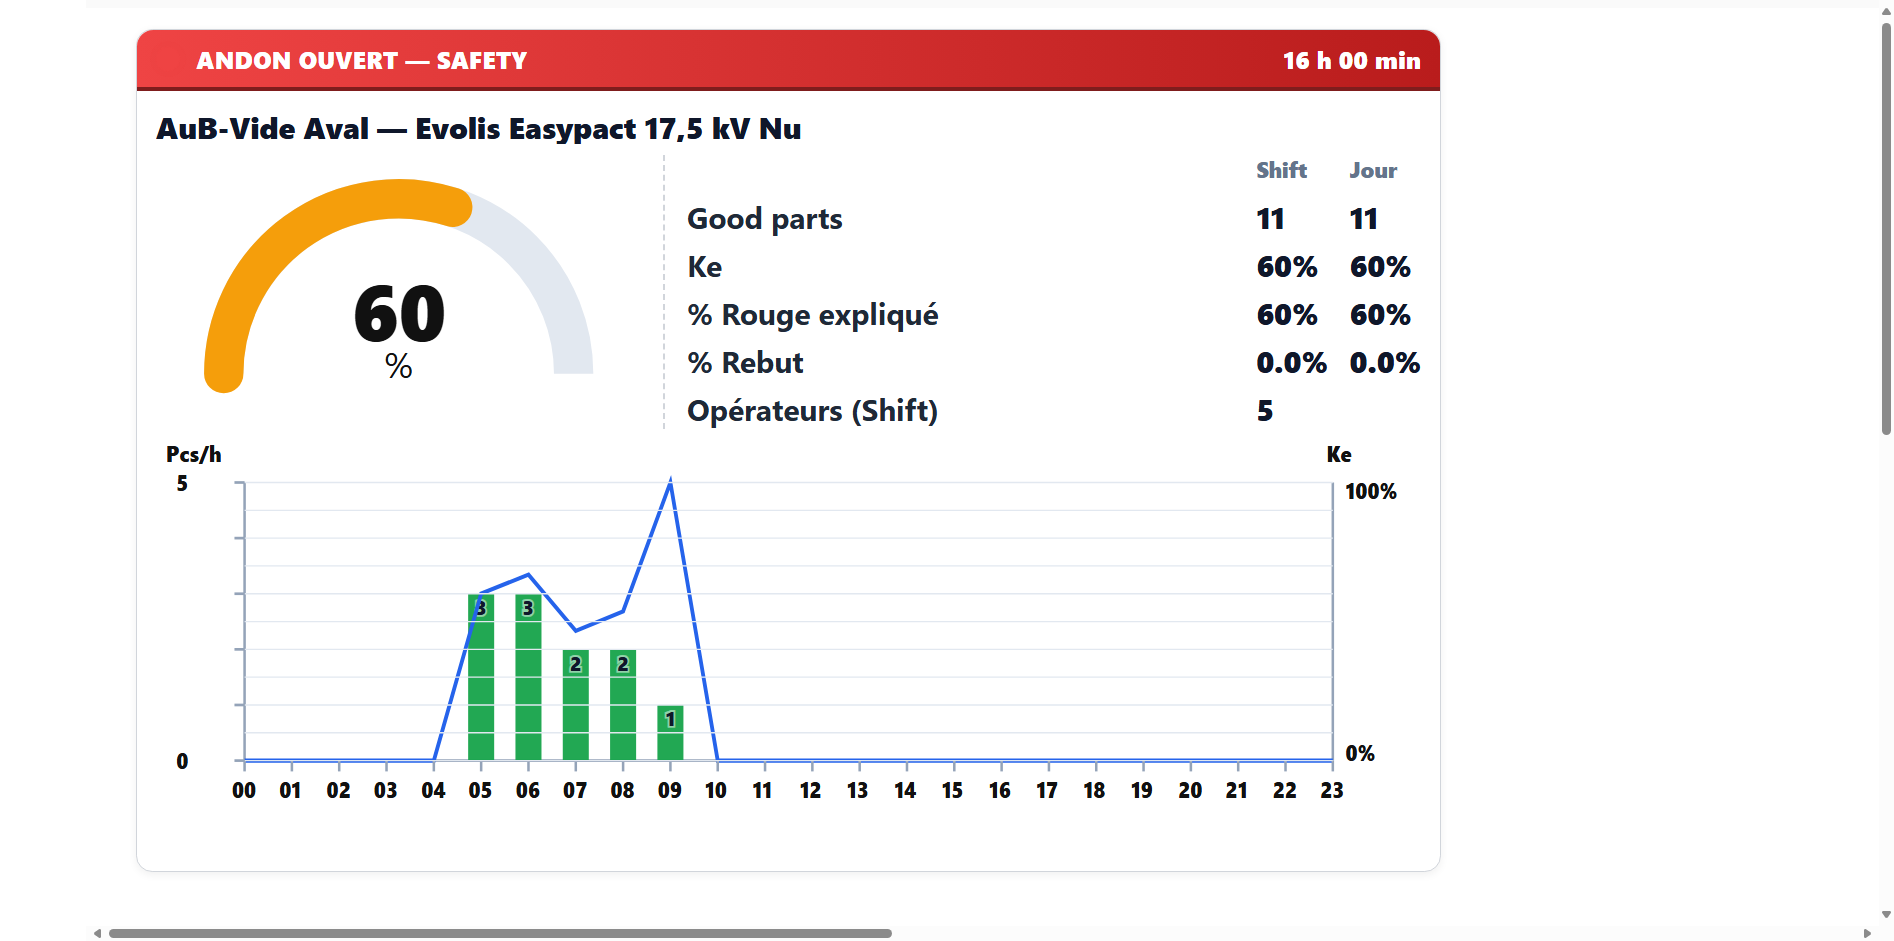 ANDON OUVERT — SAFETY 16 h 00 min
AuB-Vide Aval — Evolis Easypact 17,5 kV Nu
Shift Jour
Good parts 11 11
Ke 60% 60%
% Rouge expliqué 60% 60%
% Rebut 0.0% 0.0%
Opérateurs (Shift) 5
60
%
Pcs/h Ke
5 100%
3 3 2 2 1
0 0%
00 01 02 03 04 05 06 07 08 09 10 11 12 13 14 15 16 17 18 19 20 21 22 23